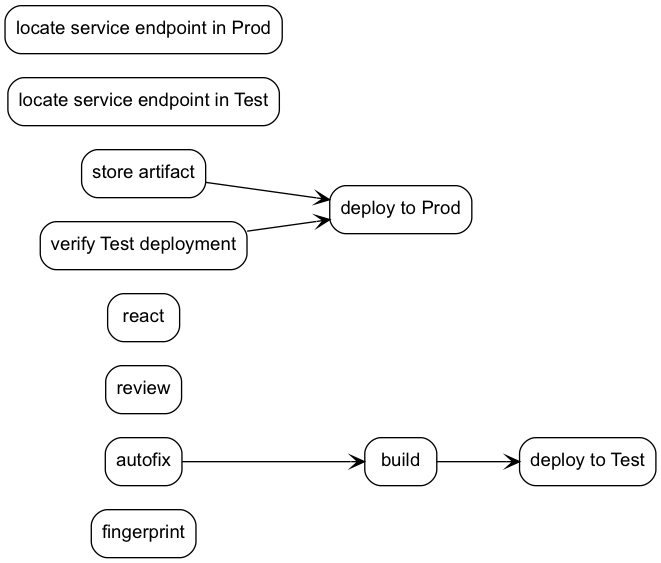 locate service endpoint in Prod
locate service endpoint in Test
store artifact
deploy to Prod
verify Test deployment
react
review
autofix
build
deploy to Test
fingerprint